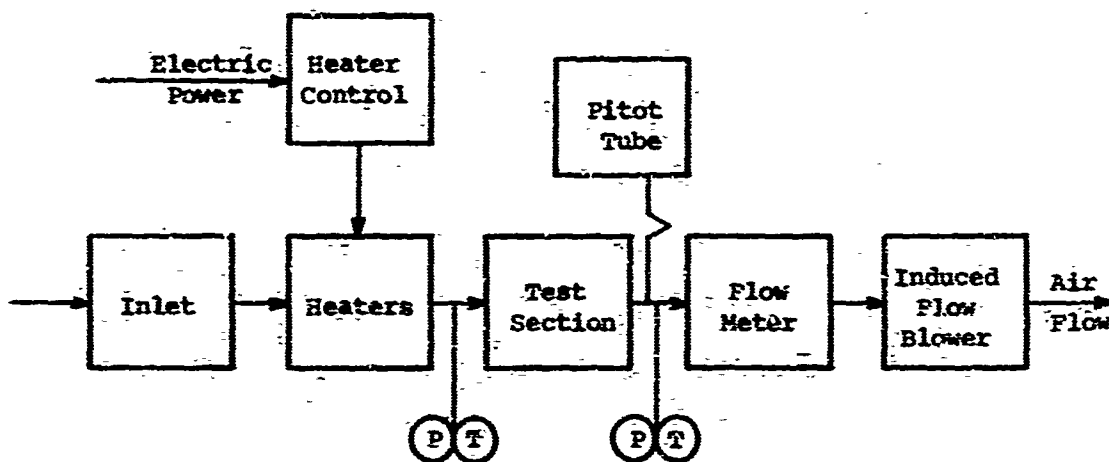 Electric
Power
Heater
Control
Pitot
Tube
Inlet
Heaters
Test
Section
Flow
Meter
Induced
Flow
Blower
Air
Flow
P T
P T